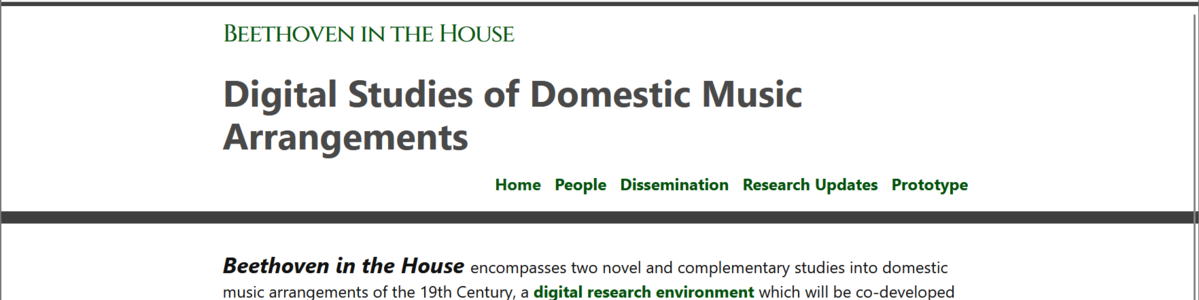 BEETHOVEN IN THE HOUSE
Digital Studies of Domestic Music
Arrangements
Home People Dissemination Research Updates Prototype
Beethoven in the House encompasses two novel and complementary studies into domestic
music arrangements of the 19th Century, a digital research environment which will be co-developed